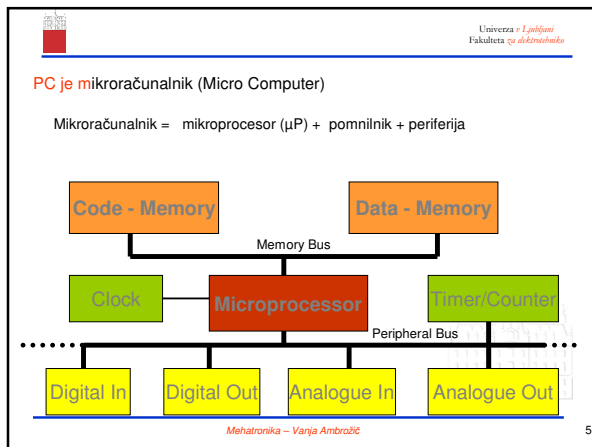 Univerza v Ljubljani
Fakulteta za elektrotehniko
PC je mikroračunalnik (Micro Computer)
Mikroračunalnik = mikroprocesor (µP) + pomnilnik + periferija
Code - Memory
Data - Memory
Memory Bus
Clock
Microprocessor
Timer/Counter
Peripheral Bus
Digital In
Digital Out
Analogue In
Analogue Out
Mehatronika – Vanja Ambrožič
5